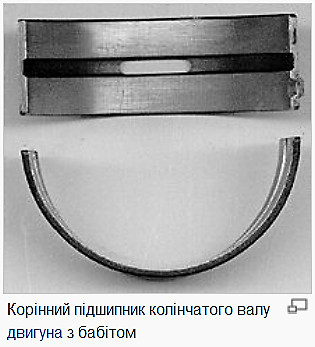 Корінний підшипник колінчатого валу
двигуна з бабітом